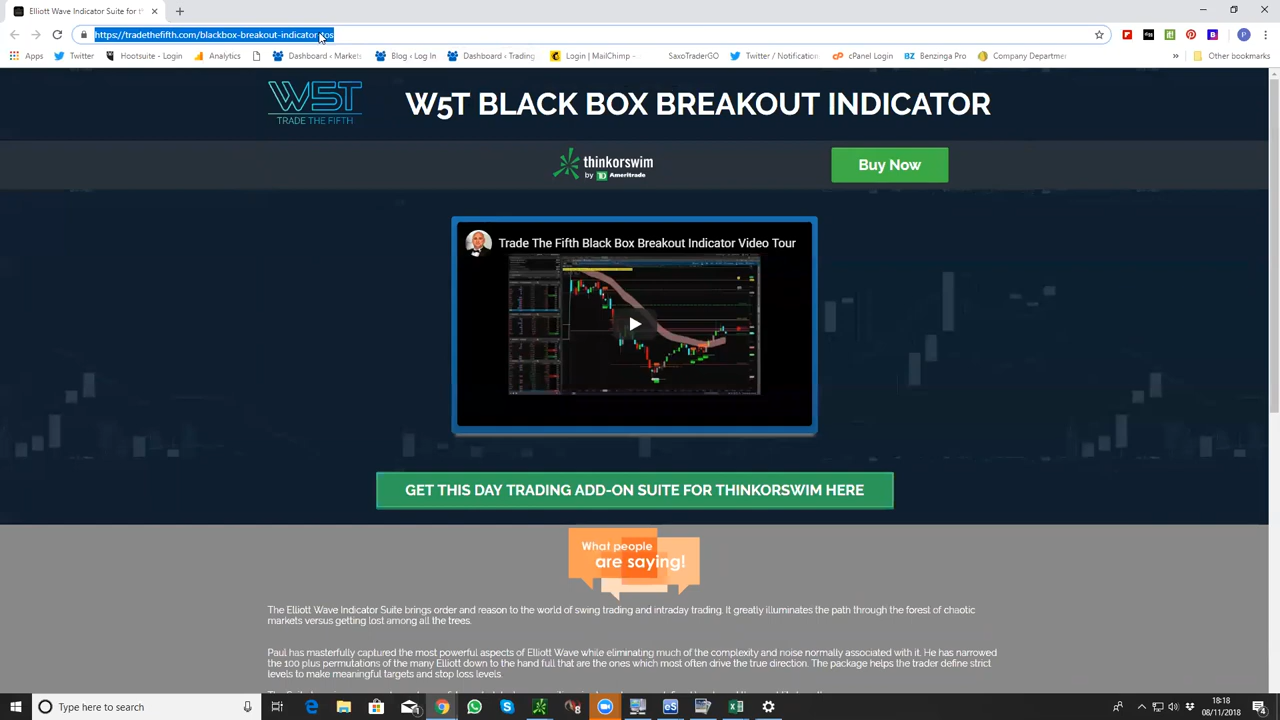 Elliott Wave Indicator Suite for t
https://tradethefifth.com/blackbox-breakout-indicator-tos
Apps
Twitter
Hootsuite - Login
Analytics
Dashboard ‹ Markets
Blog ‹ Log In
Dashboard ‹ Trading
Login | MailChimp -
SaxoTraderGO
Twitter / Notification
cPanel Login
Benzinga Pro
Company Departme
»
Other bookmarks
W5T
TRADE THE FIFTH
W5T BLACK BOX BREAKOUT INDICATOR
thinkorswim
by TD Ameritrade
Buy Now
Trade The Fifth Black Box Breakout Indicator Video Tour
GET THIS DAY TRADING ADD-ON SUITE FOR THINKORSWIM HERE
What people
are saying!
The Elliott Wave Indicator Suite brings order and reason to the world of swing trading and intraday trading. It greatly illuminates the path through the forest of chaotic
markets versus getting lost among all the trees.
Paul has masterfully captured the most powerful aspects of Elliott Wave while eliminating much of the complexity and noise normally associated with it. He has narrowed
the 100 plus permutations of the many Elliott down to the hand full that are the ones which most often drive the true direction. The package helps the trader define strict
levels to make meaningful targets and stop loss levels.
Type here to search
18:18
08/11/2018